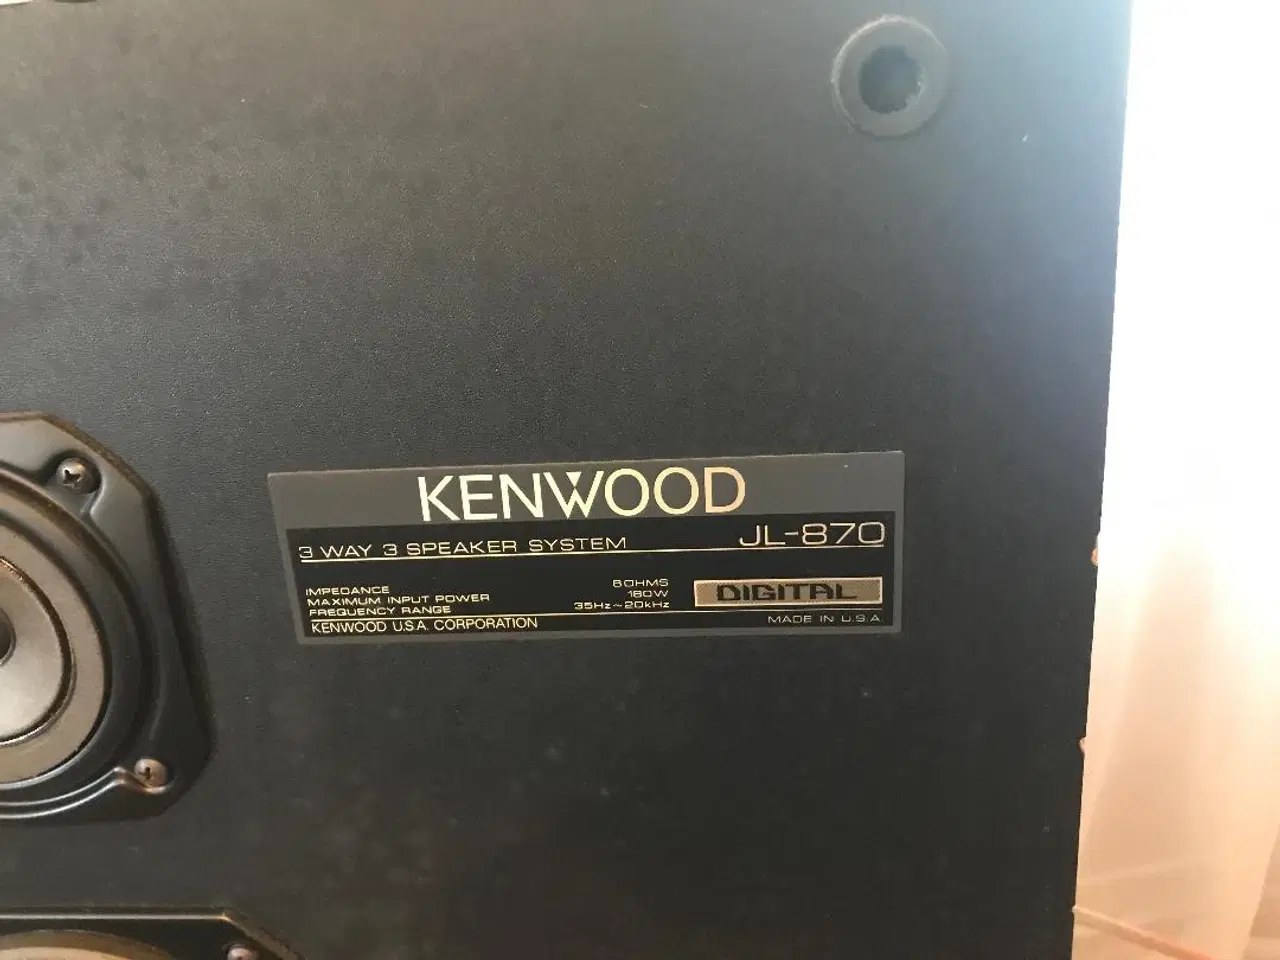 KENWOOD
3 WAY 3 SPEAKER SYSTEM JL-870
IMPEDANCE 8OHMS
MAXIMUM INPUT POWER 160W
FREQUENCY RANGE 35Hz~20kHz
DIGITAL
KENWOOD U.S.A. CORPORATION MADE IN U.S.A.